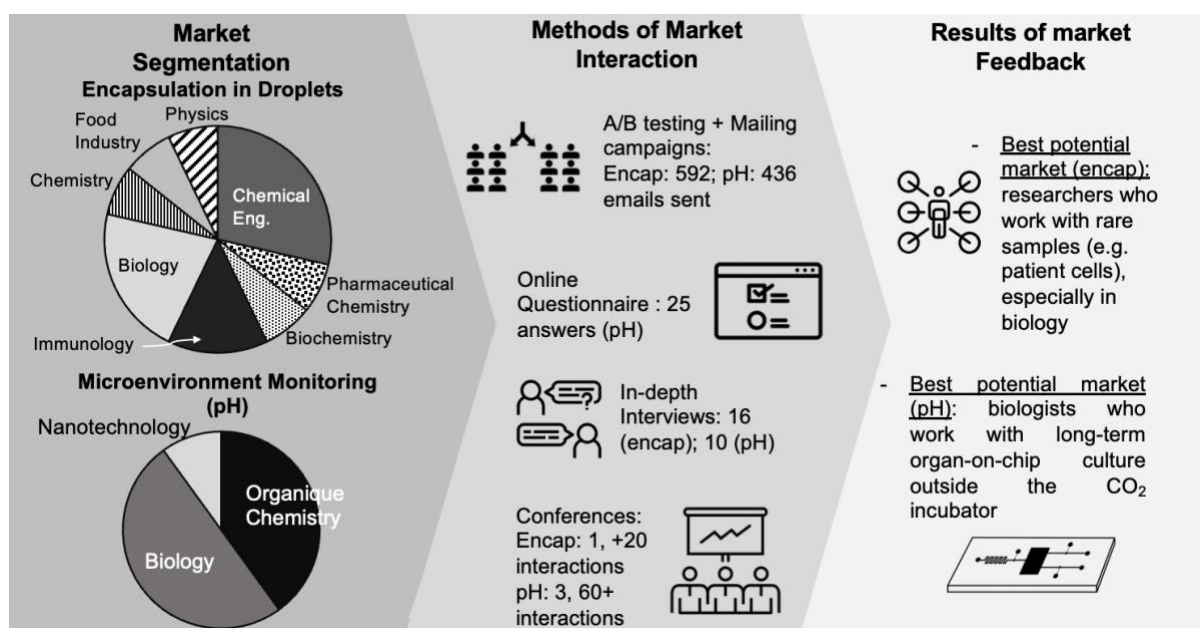 Market
Segmentation
Encapsulation in Droplets
Physics
Food
Industry
Chemistry
Chemical
Eng.
Biology
Pharmaceutical
Chemistry
Immunology
Biochemistry
Microenvironment Monitoring
(pH)
Nanotechnology
Organique
Chemistry
Biology
Methods of Market
Interaction
A/B testing + Mailing
campaigns:
Encap: 592; pH: 436
emails sent
Online
Questionnaire : 25
answers (pH)
?
In-depth
Interviews: 16
(encap); 10 (pH)
Conferences:
Encap: 1, +20
interactions
pH: 3, 60+
interactions
Results of market
Feedback
- Best potential
market (encap):
researchers who
work with rare
samples (e.g.
patient cells),
especially in
biology
- Best potential market
(pH): biologists who
work with long-term
organ-on-chip culture
outside the CO₂
incubator